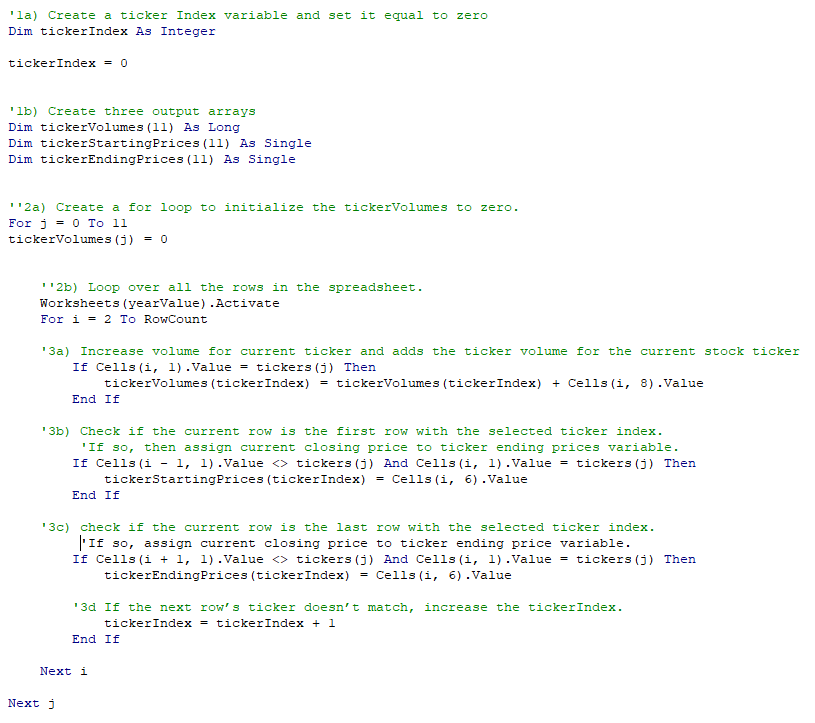 '1a) Create a ticker Index variable and set it equal to zero
Dim tickerIndex As Integer
tickerIndex = 0
'1b) Create three output arrays
Dim tickerVolumes(11) As Long
Dim tickerStartingPrices(11) As Single
Dim tickerEndingPrices(11) As Single
''2a) Create a for loop to initialize the tickerVolumes to zero.
For j = 0 To 11
tickerVolumes(j) = 0
''2b) Loop over all the rows in the spreadsheet.
Worksheets(yearValue).Activate
For i = 2 To RowCount
'3a) Increase volume for current ticker and adds the ticker volume for the current stock ticker
If Cells(i, 1).Value = tickers(j) Then
tickerVolumes(tickerIndex) = tickerVolumes(tickerIndex) + Cells(i, 8).Value
End If
'3b) Check if the current row is the first row with the selected ticker index.
'If so, then assign current closing price to ticker ending prices variable.
If Cells(i - 1, 1).Value <> tickers(j) And Cells(i, 1).Value = tickers(j) Then
tickerStartingPrices(tickerIndex) = Cells(i, 6).Value
End If
'3c) check if the current row is the last row with the selected ticker index.
'If so, assign current closing price to ticker ending price variable.
If Cells(i + 1, 1).Value <> tickers(j) And Cells(i, 1).Value = tickers(j) Then
tickerEndingPrices(tickerIndex) = Cells(i, 6).Value
'3d If the next row’s ticker doesn’t match, increase the tickerIndex.
tickerIndex = tickerIndex + 1
End If
Next i
Next j